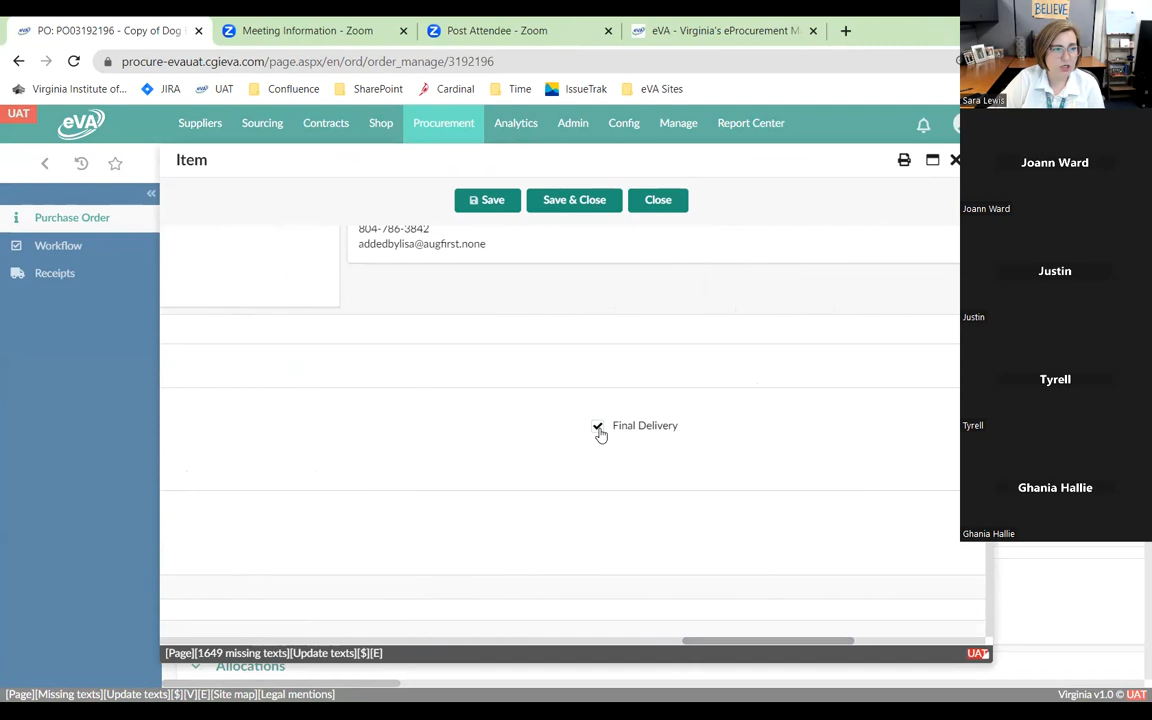 PO: PO03192196 - Copy of Dog
Meeting Information - Zoom
Post Attendee - Zoom
eVA - Virginia's eProcurement M
procure-evauat.cgieva.com/page.aspx/en/ord/order_manage/3192196
Virginia Institute of...
JIRA
UAT
Confluence
SharePoint
Cardinal
Time
IssueTrak
eVA Sites
BELIEVE
Sara Lewis
UAT
eVA
Suppliers
Sourcing
Contracts
Shop
Procurement
Analytics
Admin
Config
Manage
Report Center
Item
Save
Save & Close
Close
Purchase Order
Workflow
Receipts
804-786-3842
addedbylisa@augfirst.none
Final Delivery
Joann Ward
Joann Ward
Justin
Justin
Tyrell
Tyrell
Ghania Hallie
Ghania Hallie
[Page][1649 missing texts][Update texts][$][E]
UAT
Allocations
[Page][Missing texts][Update texts][$][V][E][Site map][Legal mentions]
Virginia v1.0 © UAT